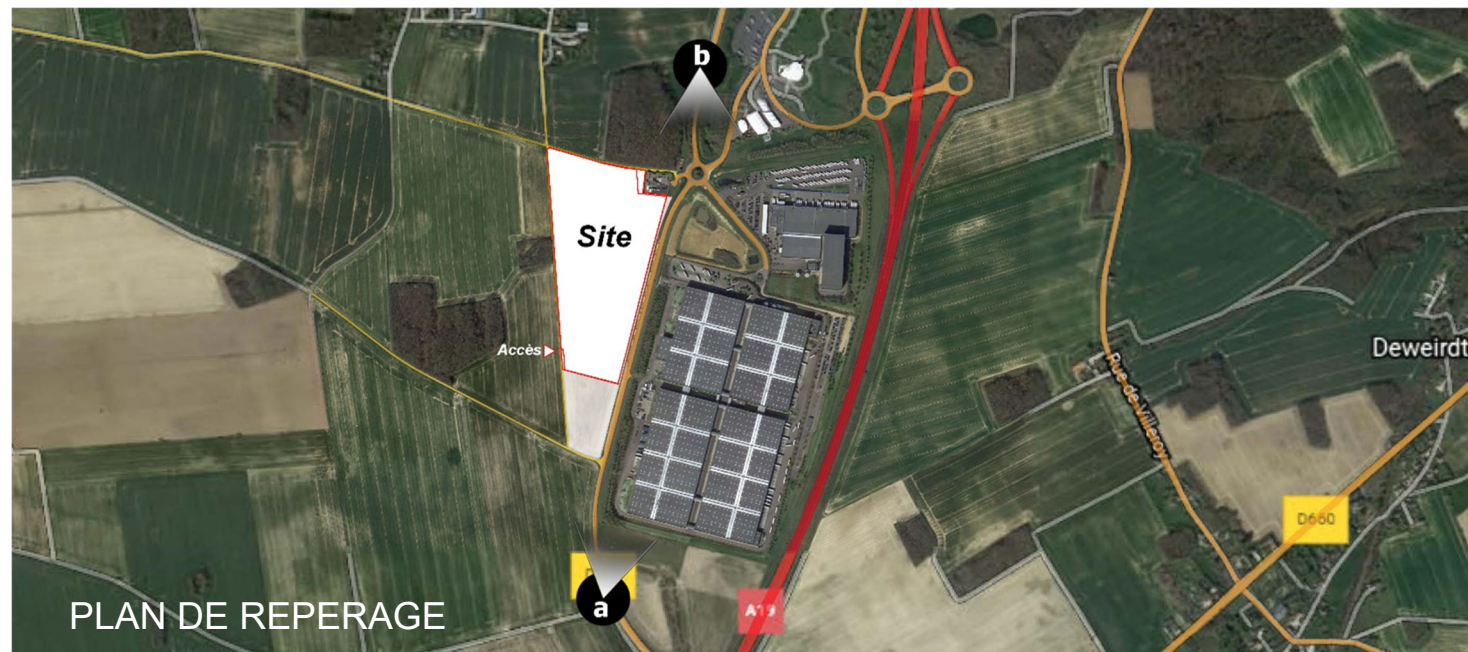 b
Site
Accès
Deweirdt
Rue de Villeroy
D660
a
A19
PLAN DE REPERAGE